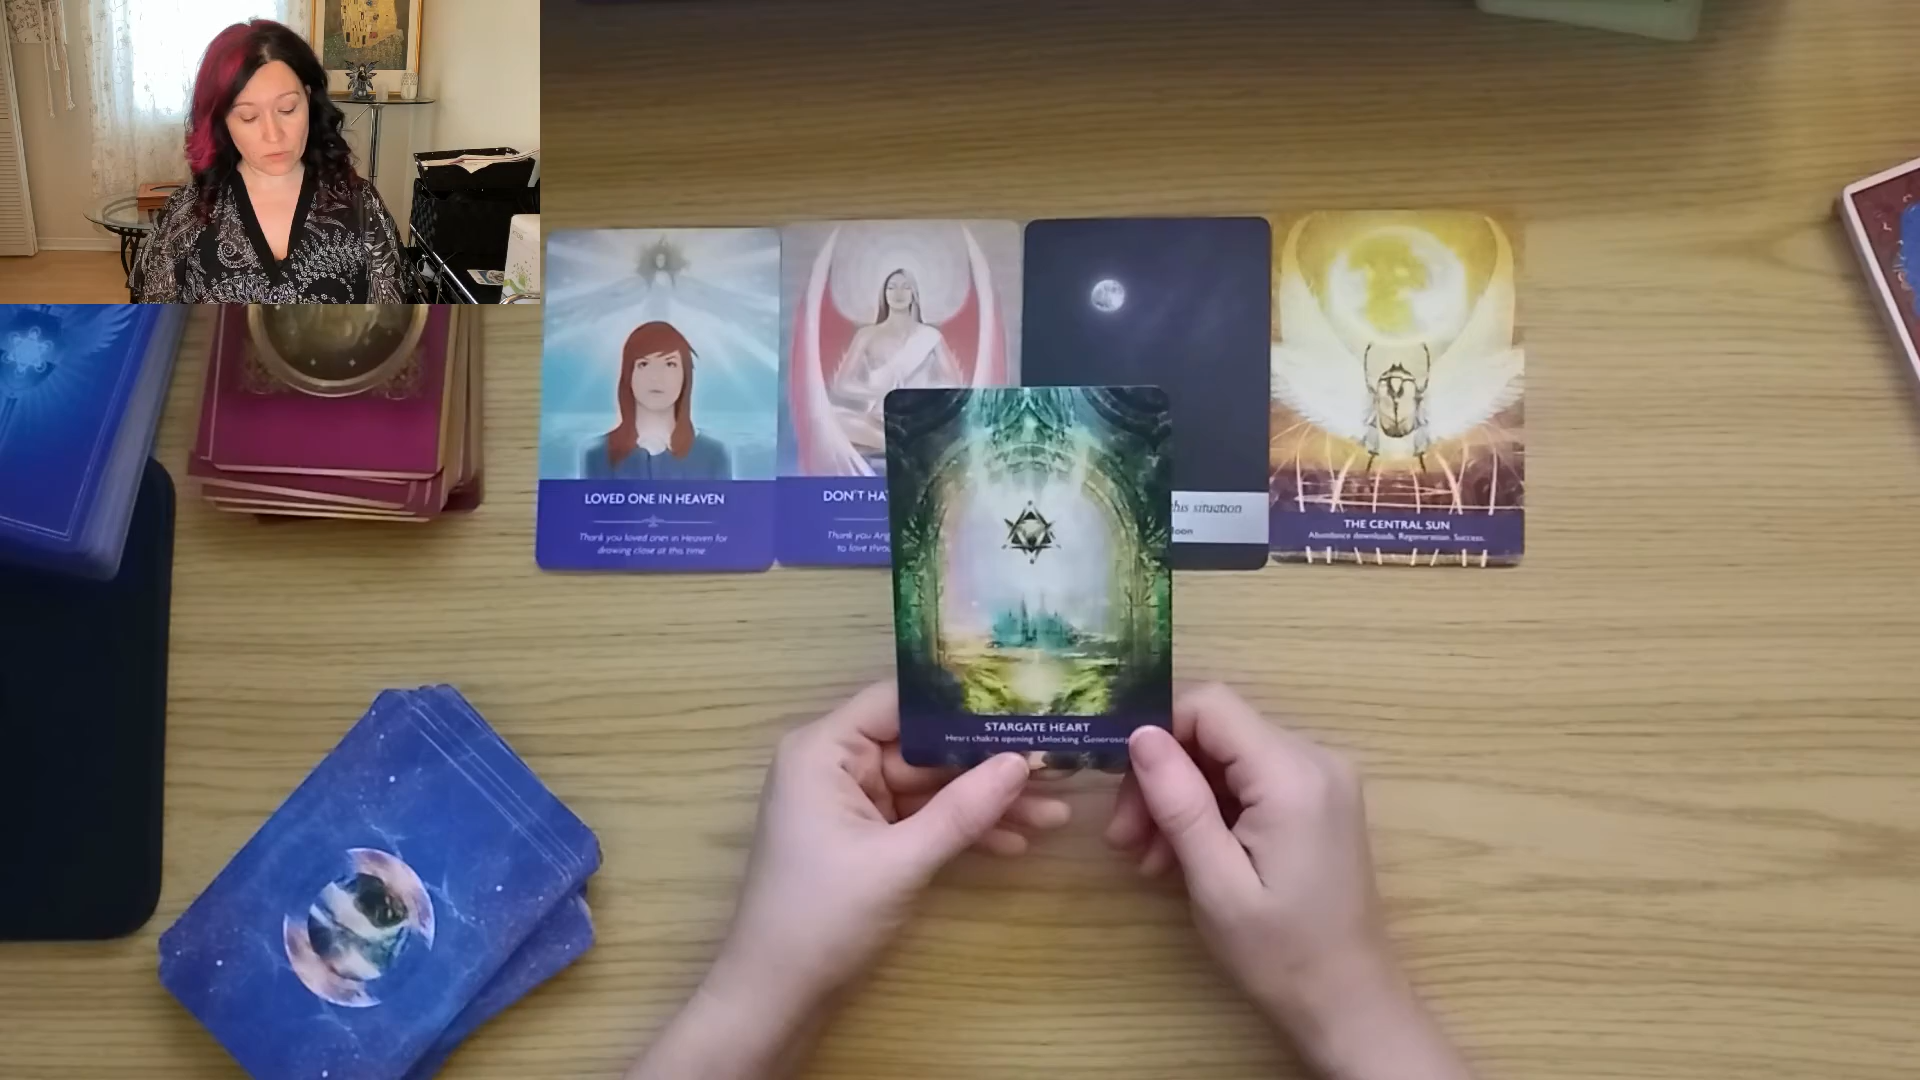 LOVED ONE IN HEAVEN
Thank you loved ones in Heaven for
drawing close at this time
DON'T HA
Thank you Ang
to love throu
this situation
oon
THE CENTRAL SUN
Abundance downloads. Regeneration. Success.
STARGATE HEART
Heart chakra opening Unlocking Generosity